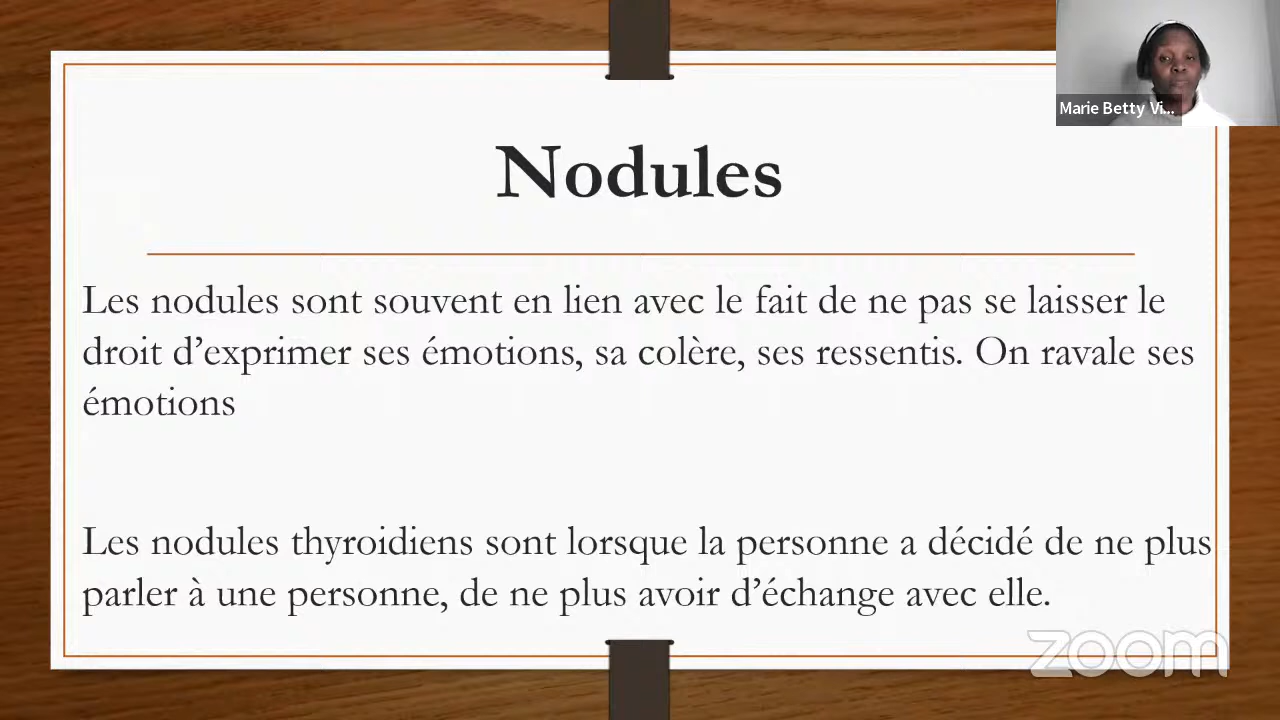 Marie Betty Vi...
Nodules
Les nodules sont souvent en lien avec le fait de ne pas se laisser le
droit d’exprimer ses émotions, sa colère, ses ressentis. On ravale ses
émotions
Les nodules thyroidiens sont lorsque la personne a décidé de ne plus
parler à une personne, de ne plus avoir d’échange avec elle.
zoom